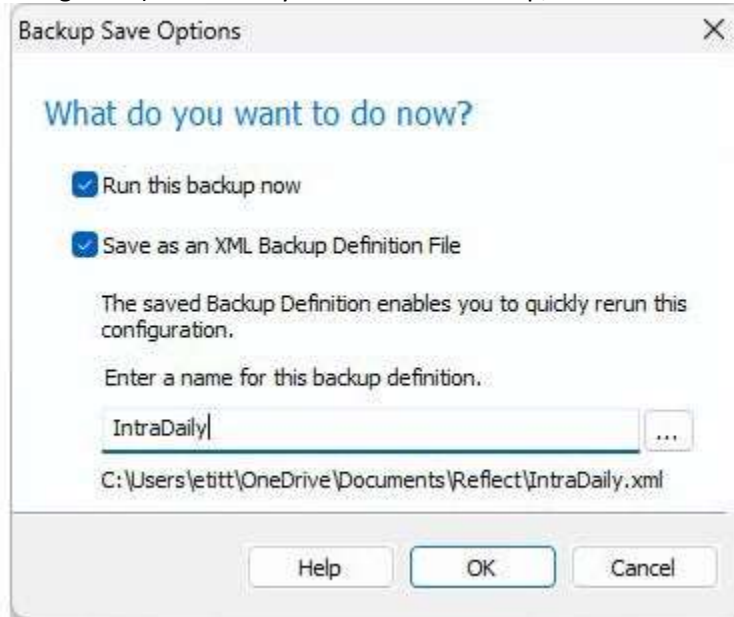 Backup Save Options
What do you want to do now?
Run this backup now
Save as an XML Backup Definition File
The saved Backup Definition enables you to quickly rerun this
configuration.
Enter a name for this backup definition.
IntraDaily
...
C:\Users\etitt\OneDrive\Documents\Reflect\IntraDaily.xml
Help OK Cancel